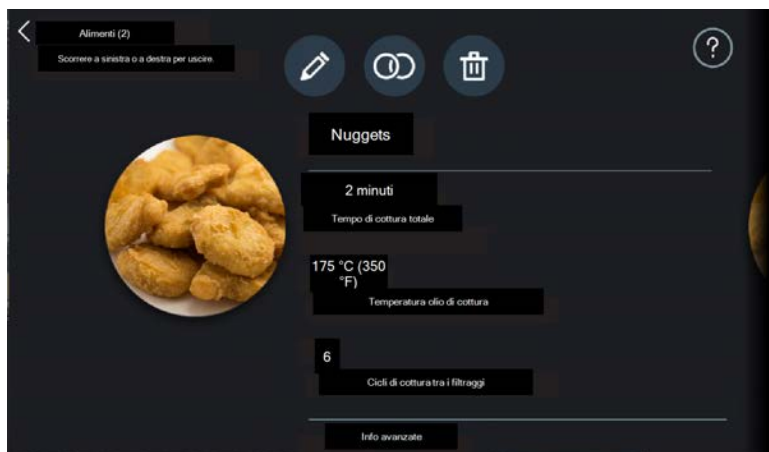 Alimenti (2)
Scorrere a sinistra o a destra per uscire.
?
Nuggets
2 minuti
Tempo di cottura totale
175 °C (350
°F)
Temperatura olio di cottura
6
Cicli di cottura tra i filtraggi
Info avanzate